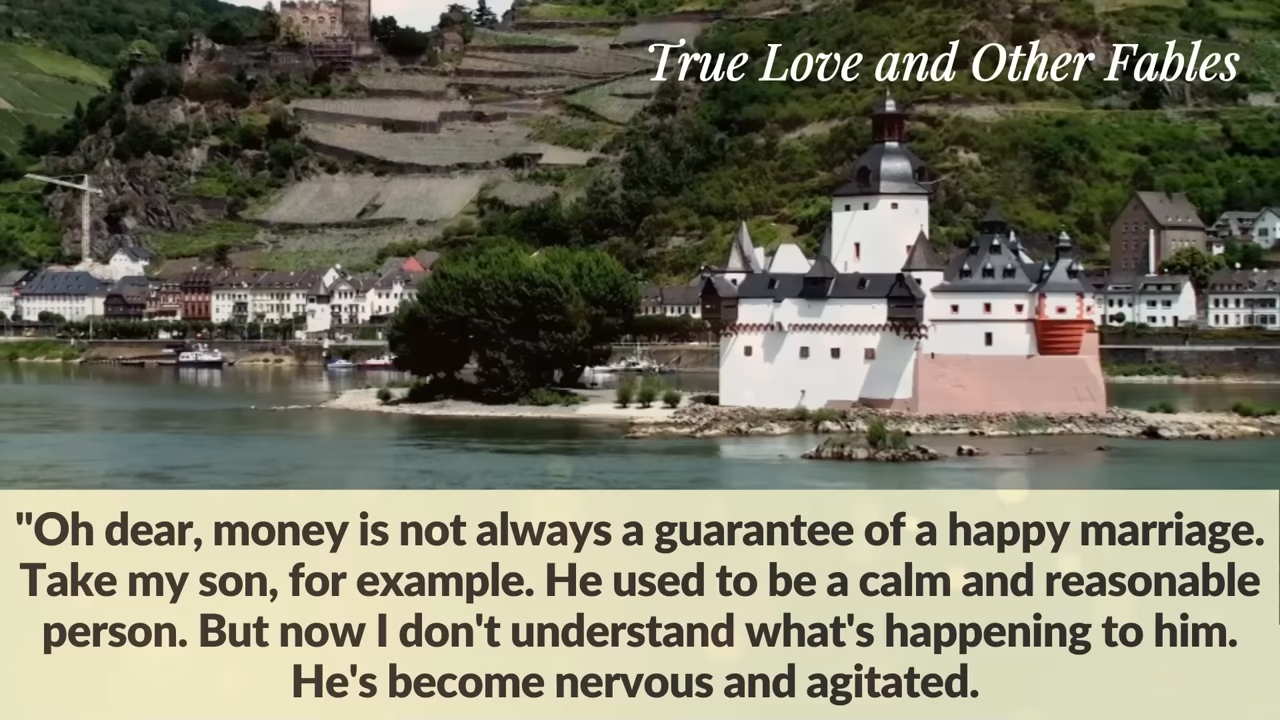 True Love and Other Fables
"Oh dear, money is not always a guarantee of a happy marriage.
Take my son, for example. He used to be a calm and reasonable
person. But now I don't understand what's happening to him.
He's become nervous and agitated.